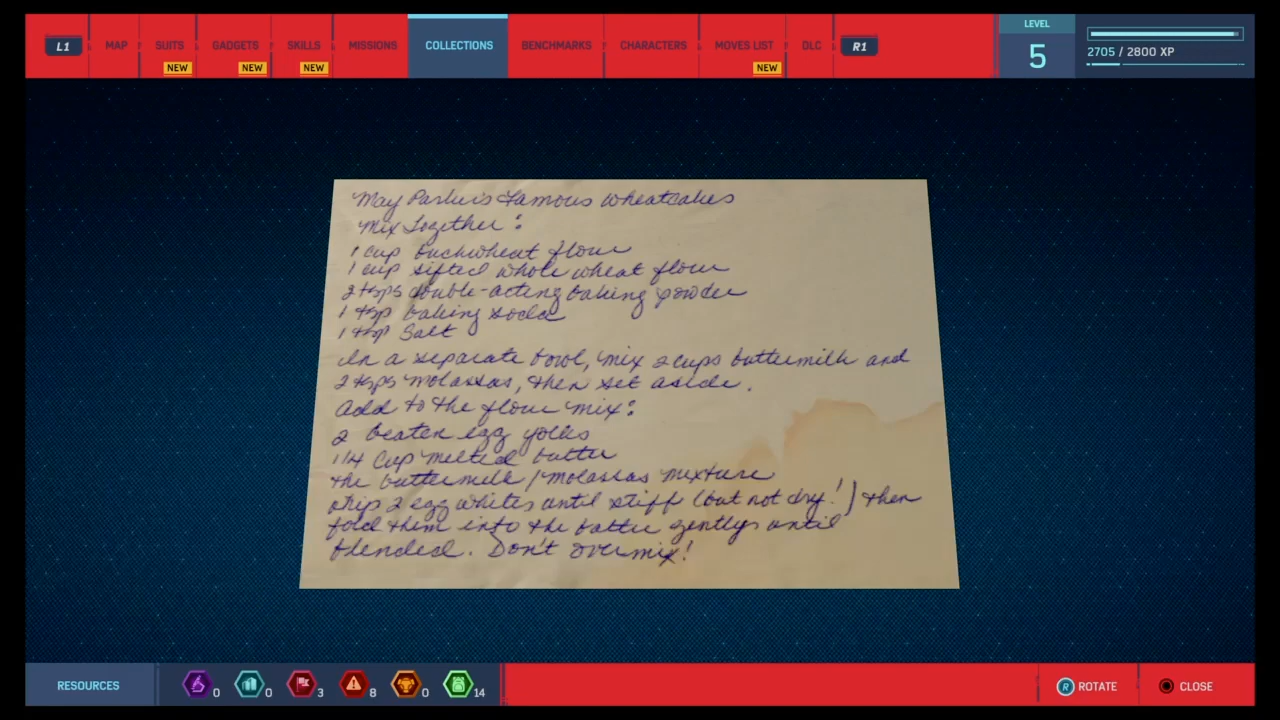 L1 MAP SUITS GADGETS SKILLS MISSIONS COLLECTIONS BENCHMARKS CHARACTERS MOVES LIST DLC R1
NEW NEW NEW NEW
LEVEL
5
2705 / 2800 XP
May Parker's Famous Wheatcakes
Mix Together:
1 cup buckwheat flour
1 cup sifted whole wheat flour
2 tsps double-acting baking powder
1 tsp baking soda
1 tsp Salt
In a separate bowl, mix 2 cups buttermilk and
2 tsps molassas, then set aside.
Add to the flour mix:
2 beaten egg yolks
1/4 Cup melted butter
the buttermilk / molassas mixture
Whip 2 egg whites until stiff (but not dry!) then
fold them into the batter gently until
blended. Don't overmix!
RESOURCES 0 0 3 8 0 14
R ROTATE CLOSE